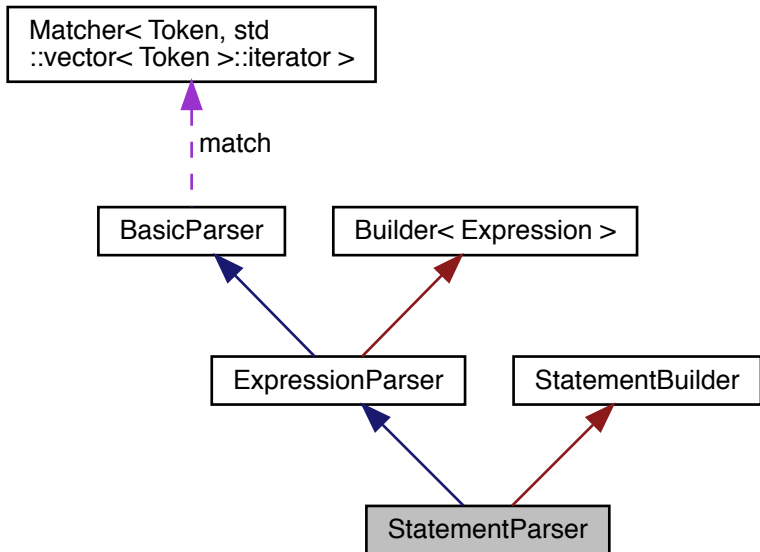 Matcher< Token, std
::vector< Token >::iterator >
match
BasicParser
Builder< Expression >
ExpressionParser
StatementBuilder
StatementParser